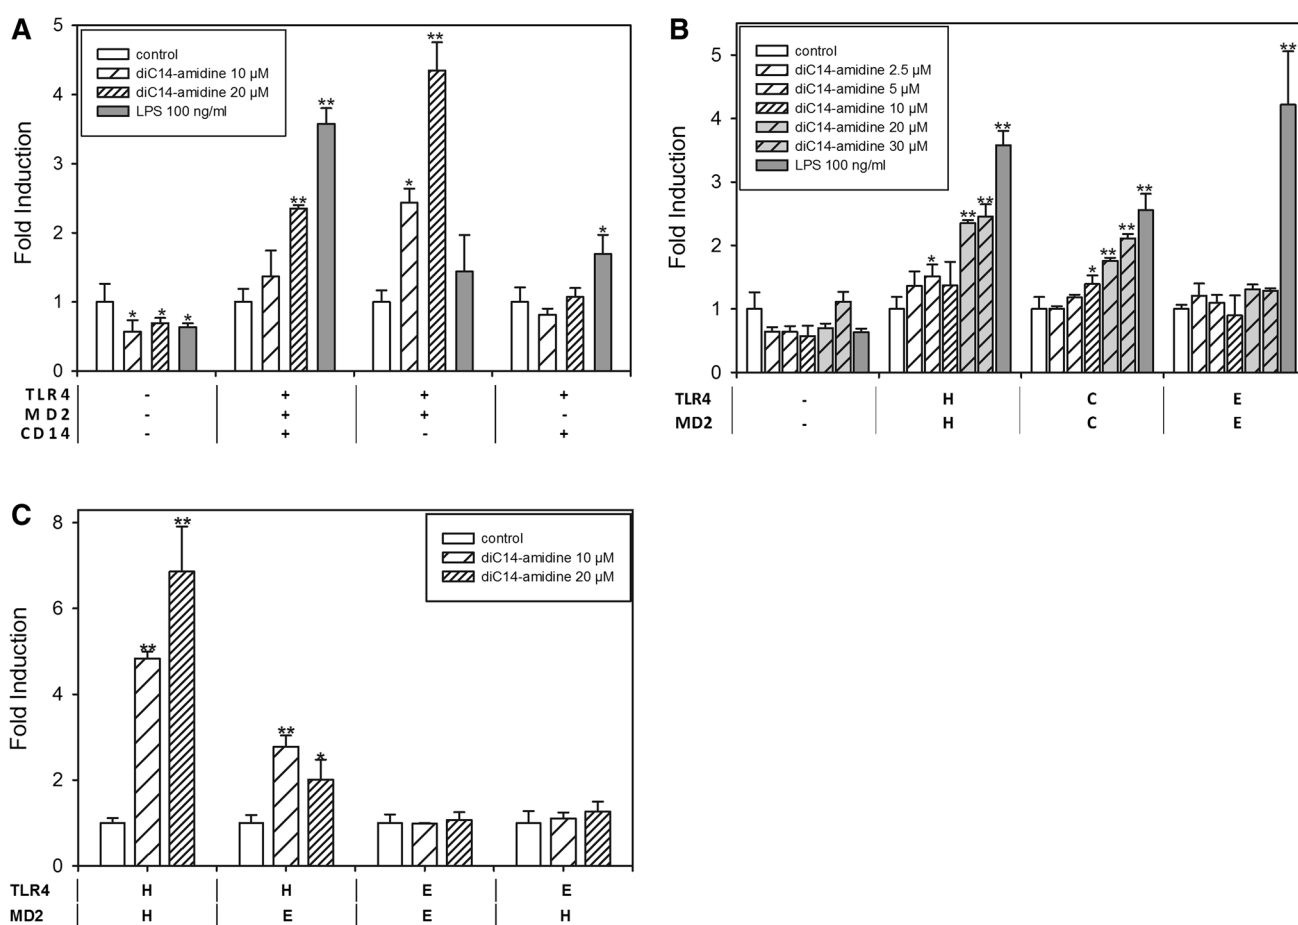 A
5
4
3
2
1
0
Fold Induction
control
diC14-amidine 10 µM
diC14-amidine 20 µM
LPS 100 ng/ml
* * *
** **
* **
*
TLR4 - + + +
MD2 - + + -
CD14 - + - +
B
5
4
3
2
1
0
Fold Induction
control
diC14-amidine 2.5 µM
diC14-amidine 5 µM
diC14-amidine 10 µM
diC14-amidine 20 µM
diC14-amidine 30 µM
LPS 100 ng/ml
* ** ** **
* ** ** **
**
TLR4 - H C E
MD2 - H C E
C
8
6
4
2
0
Fold Induction
control
diC14-amidine 10 µM
diC14-amidine 20 µM
** **
** *
TLR4 H H E E
MD2 H E E H